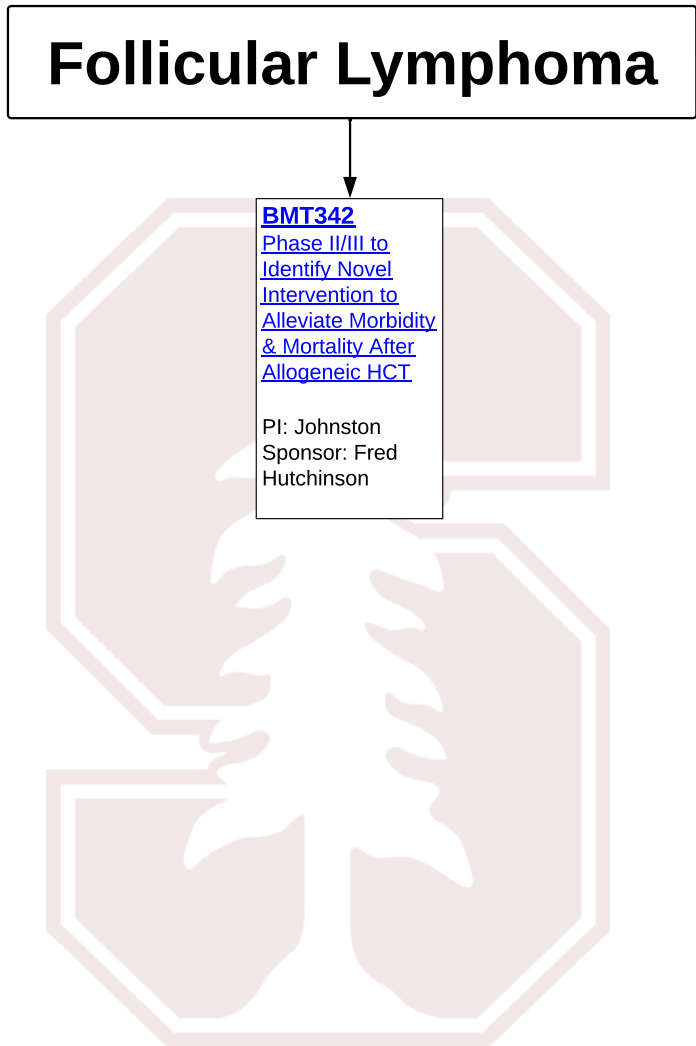 Follicular Lymphoma
BMT342
Phase II/III to
Identify Novel
Intervention to
Alleviate Morbidity
& Mortality After
Allogeneic HCT
PI: Johnston
Sponsor: Fred
Hutchinson